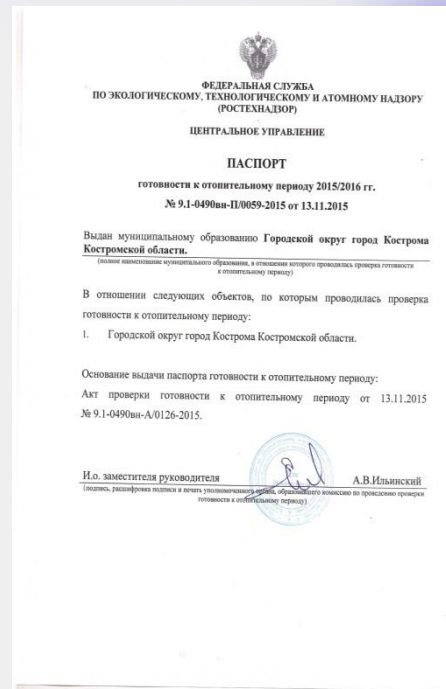 ФЕДЕРАЛЬНАЯ СЛУЖБА
ПО ЭКОЛОГИЧЕСКОМУ, ТЕХНОЛОГИЧЕСКОМУ И АТОМНОМУ НАДЗОРУ
(РОСТЕХНАДЗОР)
ЦЕНТРАЛЬНОЕ УПРАВЛЕНИЕ
ПАСПОРТ
готовности к отопительному периоду 2015/2016 гг.
№ 9.1-0490вн-П/0059-2015 от 13.11.2015
Выдан муниципальному образованию Городской округ город Кострома
Костромской области.
(полное наименование муниципального образования, в отношении которого проводилась проверка готовности
к отопительному периоду)
В отношении следующих объектов, по которым проводилась проверка
готовности к отопительному периоду:
1. Городской округ город Кострома Костромской области.
Основание выдачи паспорта готовности к отопительному периоду:
Акт проверки готовности к отопительному периоду от 13.11.2015
№ 9.1-0490вн-А/0126-2015.
И.о. заместителя руководителя А.В.Ильинский
(подпись, расшифровка подписи и печать уполномоченного органа, образовавшего комиссию по проведению проверки
готовности к отопительному периоду)